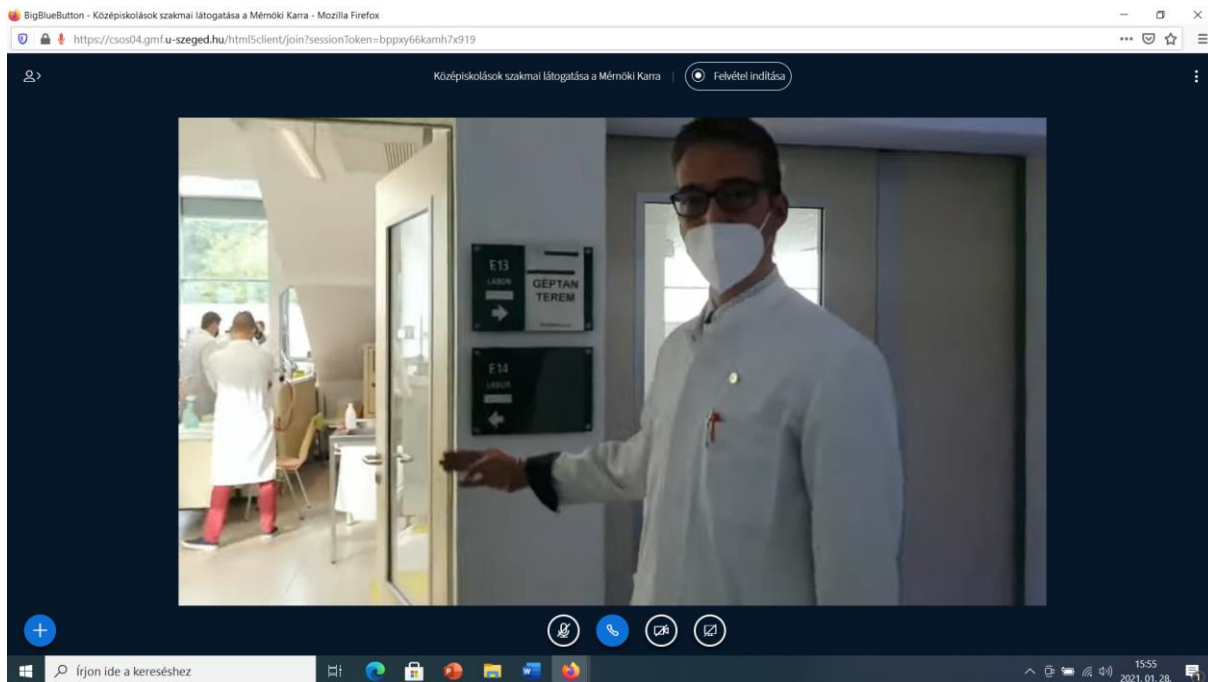 BigBlueButton - Középiskolások szakmai látogatása a Mérnöki Karra - Mozilla Firefox
https://csos04.gmf.u-szeged.hu/html5client/join?sessionToken=bppxy66kamh7x919
Középiskolások szakmai látogatása a Mérnöki Karra
Felvétel indítása
E13
LABOR
GÉPTAN
TEREM
E14
LABOR
Írjon ide a kereséshez
15:55
2021. 01. 28.